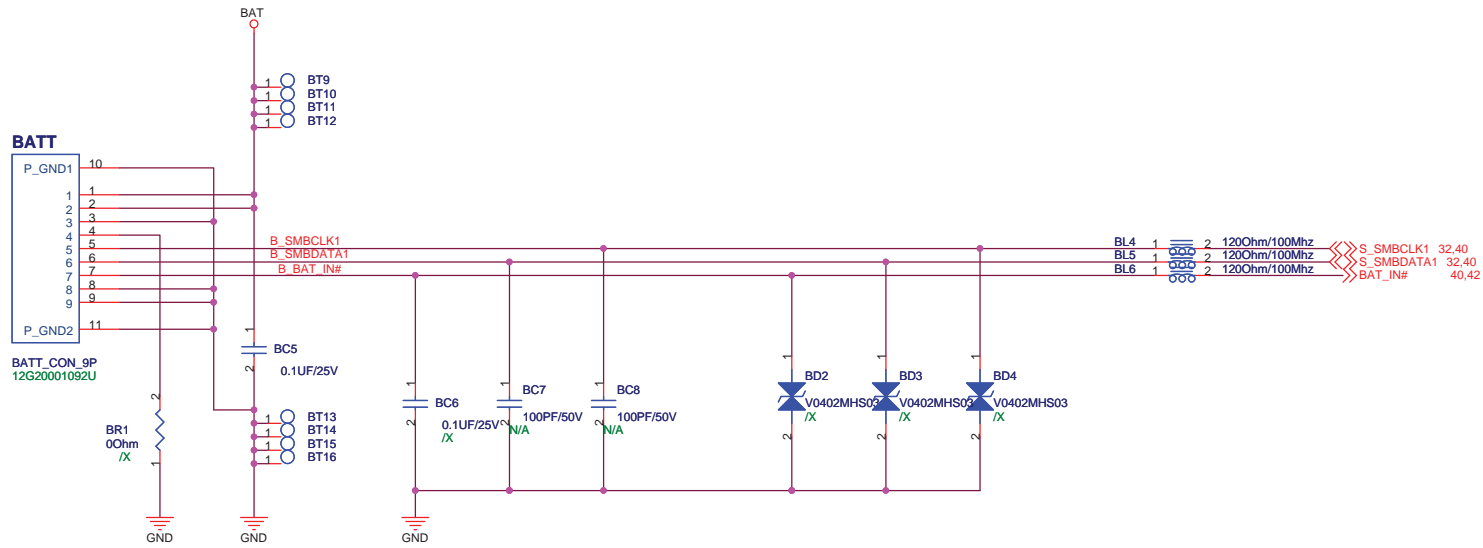 BAT
1 BT9
1 BT10
1 BT11
1 BT12
BATT
P_GND1 10
1 1
2 2
3 3
4 4
5 5
6 6
7 7
8 8
9 9
P_GND2 11
BATT_CON_9P
12G20001092U
B_SMBCLK1
B_SMBDATA1
B_BAT_IN#
BL4 1 2 120Ohm/100Mhz S_SMBCLK1 32,40
BL5 1 2 120Ohm/100Mhz S_SMBDATA1 32,40
BL6 1 2 120Ohm/100Mhz BAT_IN# 40,42
1
BC5
2
0.1UF/25V
2
BR1
0Ohm
/X
1
1 BT13
1 BT14
1 BT15
1 BT16
1
BC6
0.1UF/25V
2
/X
1
BC7
100PF/50V
2
N/A
1
BC8
100PF/50V
2
N/A
1
BD2
V0402MHS03
/X
2
1
BD3
V0402MHS03
/X
2
1
BD4
V0402MHS03
/X
2
GND
GND
GND